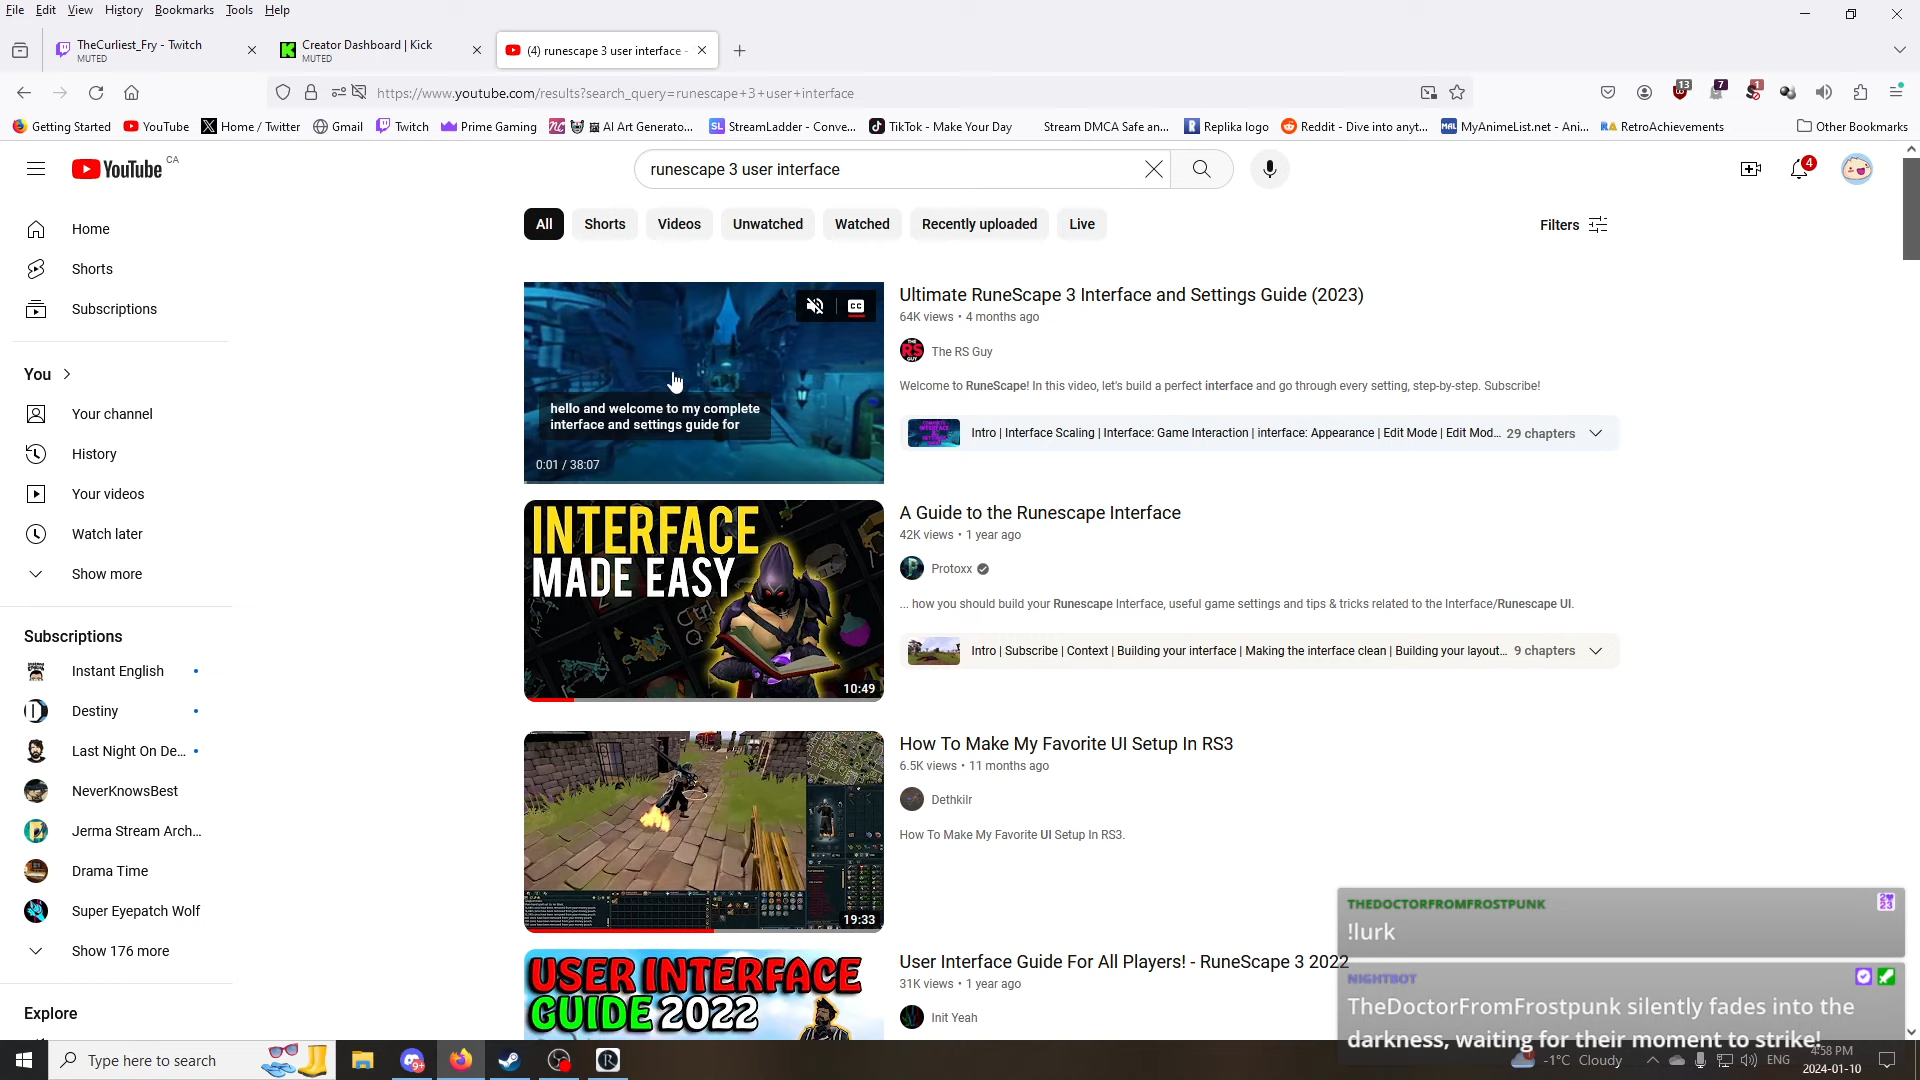 File Edit View History Bookmarks Tools Help
TheCurliest_Fry - Twitch
MUTED
Creator Dashboard | Kick
MUTED
(4) runescape 3 user interface -
https://www.youtube.com/results?search_query=runescape+3+user+interface
13
7
1
Getting Started YouTube Home / Twitter Gmail Twitch Prime Gaming AI Art Generato... StreamLadder - Conve... TikTok - Make Your Day Stream DMCA Safe an... Replika logo Reddit - Dive into anyt... MyAnimeList.net - Ani... RetroAchievements Other Bookmarks
YouTube CA
runescape 3 user interface
4
All Shorts Videos Unwatched Watched Recently uploaded Live
Filters
Home
Shorts
Subscriptions
You
Your channel
History
Your videos
Watch later
Show more
Subscriptions
Instant English
Destiny
Last Night On De...
NeverKnowsBest
Jerma Stream Arch...
Drama Time
Super Eyepatch Wolf
Show 176 more
Explore
CC
hello and welcome to my complete
interface and settings guide for
0:01 / 38:07
Ultimate RuneScape 3 Interface and Settings Guide (2023)
64K views • 4 months ago
The RS Guy
Welcome to RuneScape! In this video, let's build a perfect interface and go through every setting, step-by-step. Subscribe!
Intro | Interface Scaling | Interface: Game Interaction | interface: Appearance | Edit Mode | Edit Mod... 29 chapters
INTERFACE
MADE EASY
10:49
A Guide to the Runescape Interface
42K views • 1 year ago
Protoxx
... how you should build your Runescape Interface, useful game settings and tips & tricks related to the Interface/Runescape UI.
Intro | Subscribe | Context | Building your interface | Making the interface clean | Building your layout... 9 chapters
19:33
How To Make My Favorite UI Setup In RS3
6.5K views • 11 months ago
Dethkilr
How To Make My Favorite UI Setup In RS3.
USER INTERFACE
GUIDE 2022
User Interface Guide For All Players! - RuneScape 3 2022
31K views • 1 year ago
Init Yeah
THEDOCTORFROMFROSTPUNK
!lurk
NIGHTBOT
TheDoctorFromFrostpunk silently fades into the
darkness, waiting for their moment to strike!
Type here to search
-1°C Cloudy
ENG
4:58 PM
2024-01-10